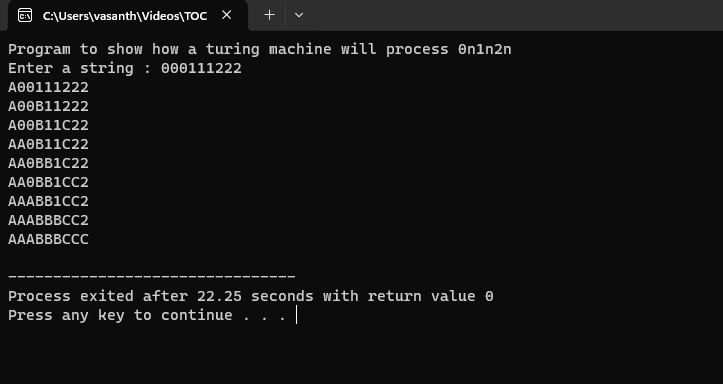 C:\Users\vasanth\Videos\TOC
Program to show how a turing machine will process 0n1n2n
Enter a string : 000111222
A00111222
A00B11222
A00B11C22
AA0B11C22
AA0BB1C22
AA0BB1CC2
AAABB1CC2
AAABBBCC2
AAABBBCCC
--------------------------------
Process exited after 22.25 seconds with return value 0
Press any key to continue . . .